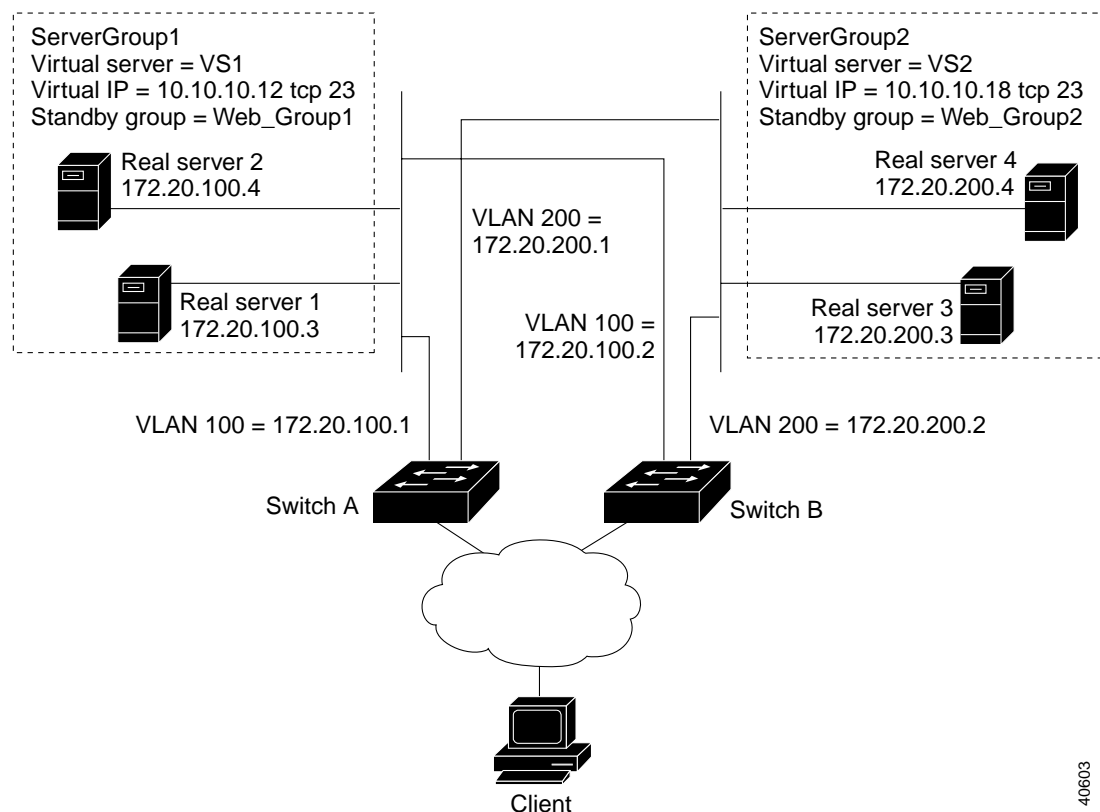 ServerGroup1
Virtual server = VS1
Virtual IP = 10.10.10.12 tcp 23
Standby group = Web_Group1
Real server 2
172.20.100.4
Real server 1
172.20.100.3
ServerGroup2
Virtual server = VS2
Virtual IP = 10.10.10.18 tcp 23
Standby group = Web_Group2
Real server 4
172.20.200.4
Real server 3
172.20.200.3
VLAN 200 =
172.20.200.1
VLAN 100 =
172.20.100.2
VLAN 100 = 172.20.100.1
VLAN 200 = 172.20.200.2
Switch A
Switch B
Client
40603